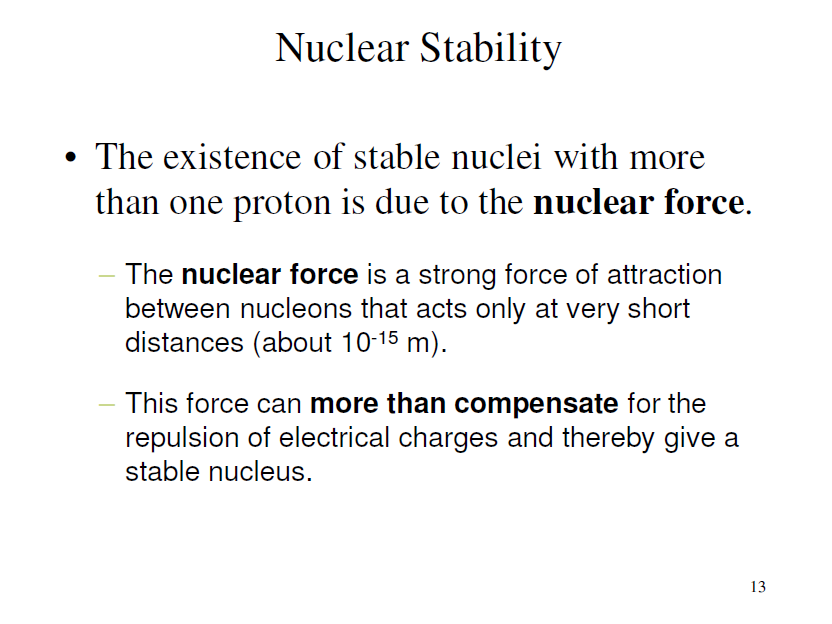 Nuclear Stability
• The existence of stable nuclei with more
than one proton is due to the nuclear force.
– The nuclear force is a strong force of attraction
between nucleons that acts only at very short
distances (about 10⁻¹⁵ m).
– This force can more than compensate for the
repulsion of electrical charges and thereby give a
stable nucleus.
13